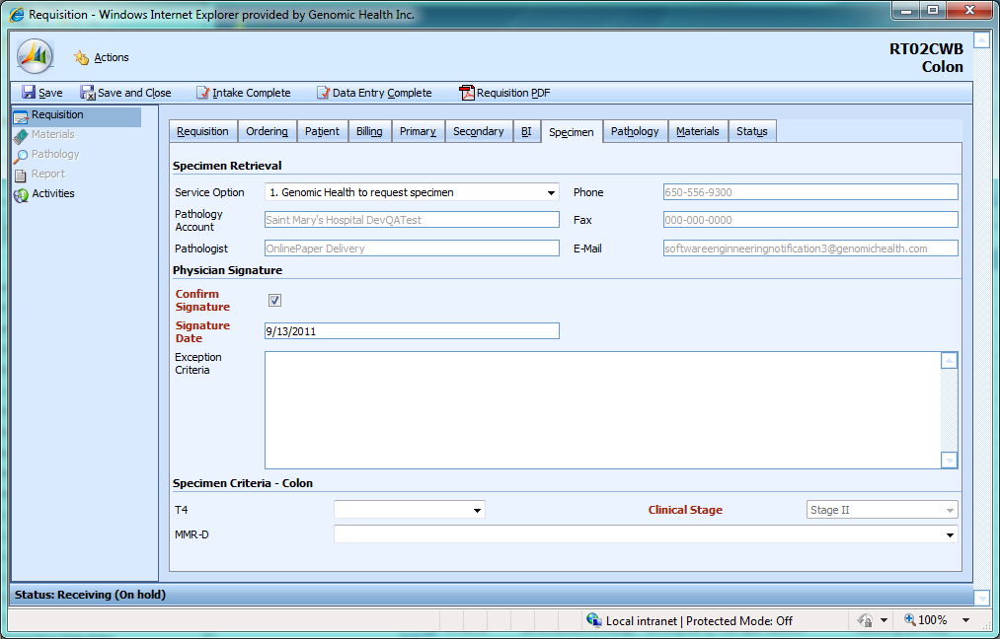 Requisition - Windows Internet Explorer provided by Genomic Health Inc.
Actions
RT02CWB
Colon
Save Save and Close Intake Complete Data Entry Complete Requisition PDF
Requisition
Materials
Pathology
Report
Activities
Requisition Ordering Patient Billing Primary Secondary BI Specimen Pathology Materials Status
Specimen Retrieval
Service Option 1. Genomic Health to request specimen Phone 650-556-9300
Pathology
Account Saint Mary's Hospital DevQATest Fax 000-000-0000
Pathologist OnlinePaper Delivery E-Mail softwareenginneeringnotification3@genomichealth.com
Physician Signature
Confirm
Signature
Signature
Date 9/13/2011
Exception
Criteria
Specimen Criteria - Colon
T4 Clinical Stage Stage II
MMR-D
Status: Receiving (On hold)
Local intranet | Protected Mode: Off 100%